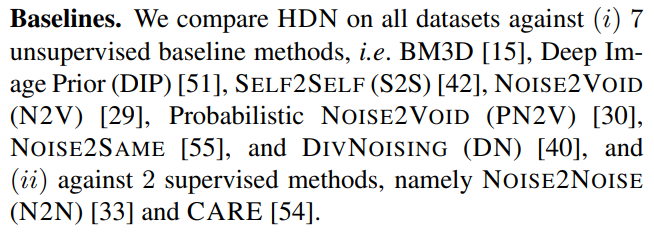 Baselines. We compare HDN on all datasets against (i) 7
unsupervised baseline methods, i.e. BM3D [15], Deep Im-
age Prior (DIP) [51], SELF2SELF (S2S) [42], NOISE2VOID
(N2V) [29], Probabilistic NOISE2VOID (PN2V) [30],
NOISE2SAME [55], and DIVNOISING (DN) [40], and
(ii) against 2 supervised methods, namely NOISE2NOISE
(N2N) [33] and CARE [54].